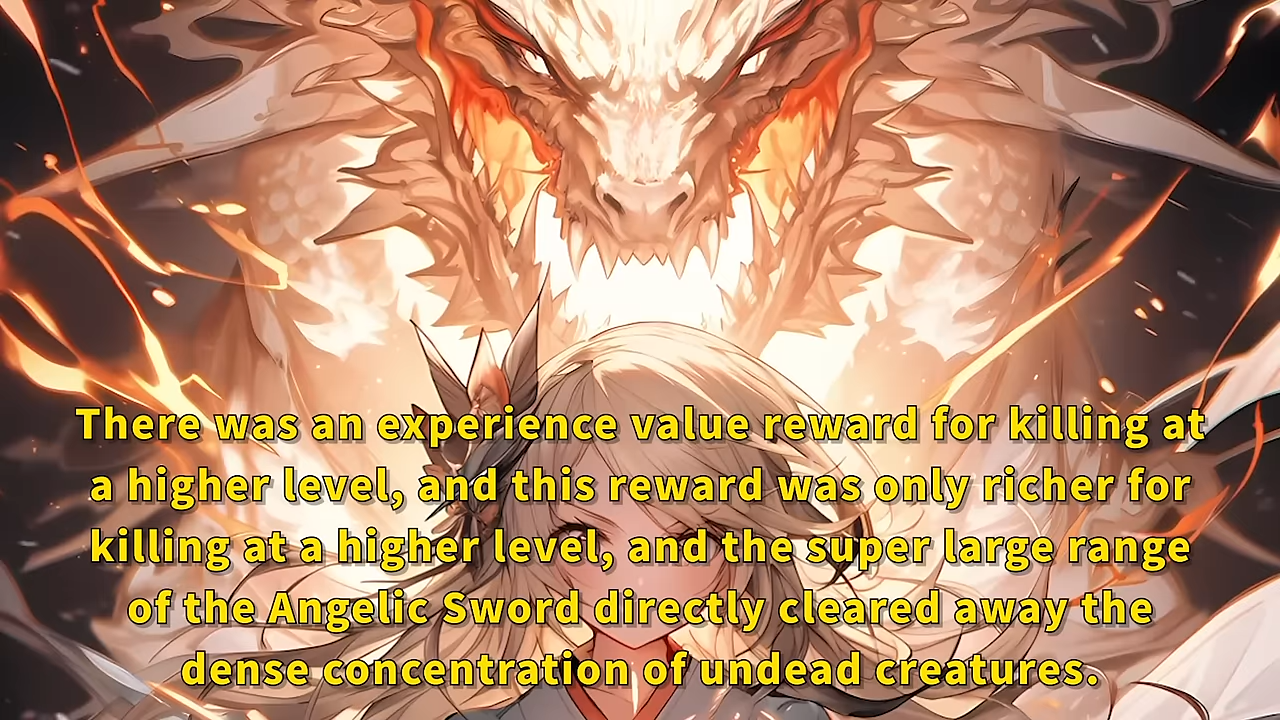 There was an experience value reward for killing at
a higher level, and this reward was only richer for
killing at a higher level, and the super large range
of the Angelic Sword directly cleared away the
dense concentration of undead creatures.